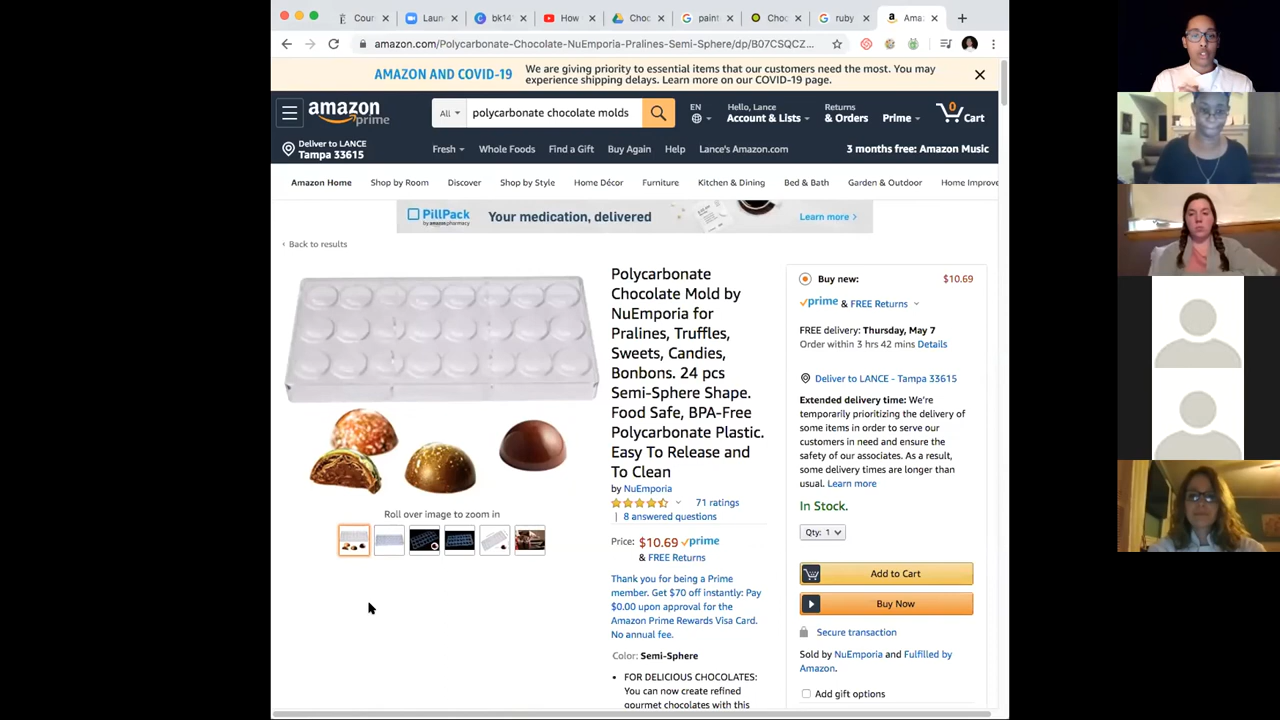 Cour
Laun
bk14
How
Choc
paint
Choc
ruby
Ama
amazon.com/Polycarbonate-Chocolate-NuEmporia-Pralines-Semi-Sphere/dp/B07CSQCZ...
AMAZON AND COVID-19
We are giving priority to essential items that our customers need the most. You may
experience shipping delays. Learn more on our COVID-19 page.
amazon
prime
All
polycarbonate chocolate molds
EN
Hello, Lance
Account & Lists
Returns
& Orders
Prime
0
Cart
Deliver to LANCE
Tampa 33615
Fresh
Whole Foods
Find a Gift
Buy Again
Help
Lance's Amazon.com
3 months free: Amazon Music
Amazon Home
Shop by Room
Discover
Shop by Style
Home Décor
Furniture
Kitchen & Dining
Bed & Bath
Garden & Outdoor
Home Improve
PillPack
by amazon pharmacy
Your medication, delivered
Learn more ›
‹ Back to results
Polycarbonate
Chocolate Mold by
NuEmporia for
Pralines, Truffles,
Sweets, Candies,
Bonbons. 24 pcs
Semi-Sphere Shape.
Food Safe, BPA-Free
Polycarbonate Plastic.
Easy To Release and
To Clean
by NuEmporia
71 ratings
| 8 answered questions
Price: $10.69 prime
& FREE Returns
Thank you for being a Prime
member. Get $70 off instantly: Pay
$0.00 upon approval for the
Amazon Prime Rewards Visa Card.
No annual fee.
Color: Semi-Sphere
• FOR DELICIOUS CHOCOLATES:
You can now create refined
gourmet chocolates with this
Roll over image to zoom in
Buy new: $10.69
prime & FREE Returns
FREE delivery: Thursday, May 7
Order within 3 hrs 42 mins Details
Deliver to LANCE - Tampa 33615
Extended delivery time: We're
temporarily prioritizing the delivery of
some items in order to serve our
customers in need and ensure the
safety of our associates. As a result,
some delivery times are longer than
usual. Learn more
In Stock.
Qty: 1
Add to Cart
Buy Now
Secure transaction
Sold by NuEmporia and Fulfilled by
Amazon.
Add gift options